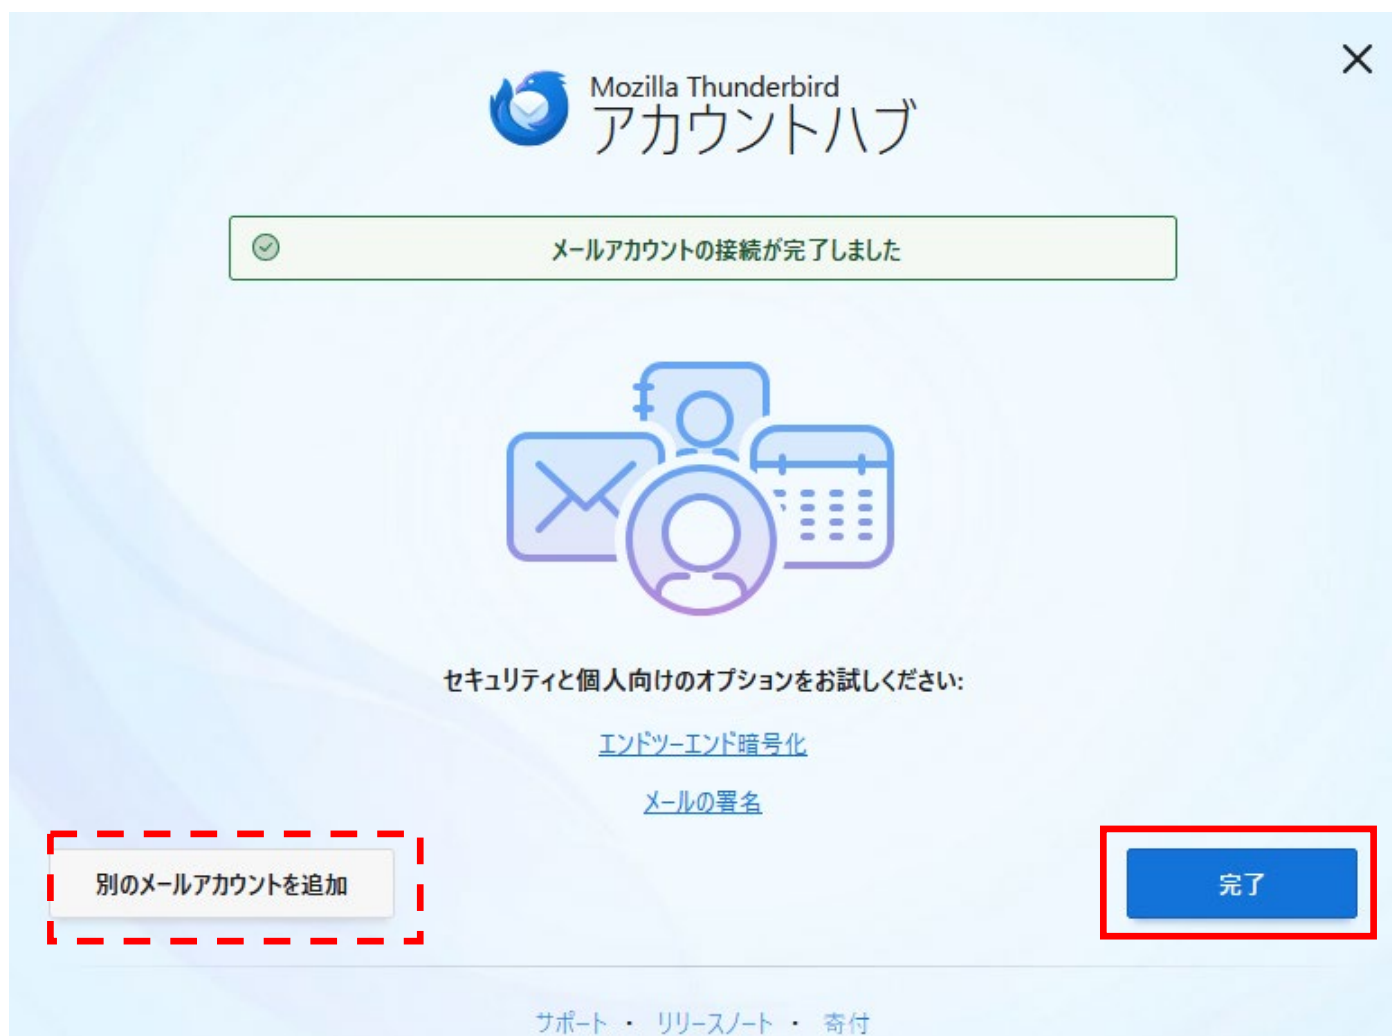 Mozilla Thunderbird
アカウントハブ
メールアカウントの接続が完了しました
セキュリティと個人向けのオプションをお試しください:
エンドツーエンド暗号化
メールの署名
別のメールアカウントを追加
完了
サポート ・ リリースノート ・ 寄付